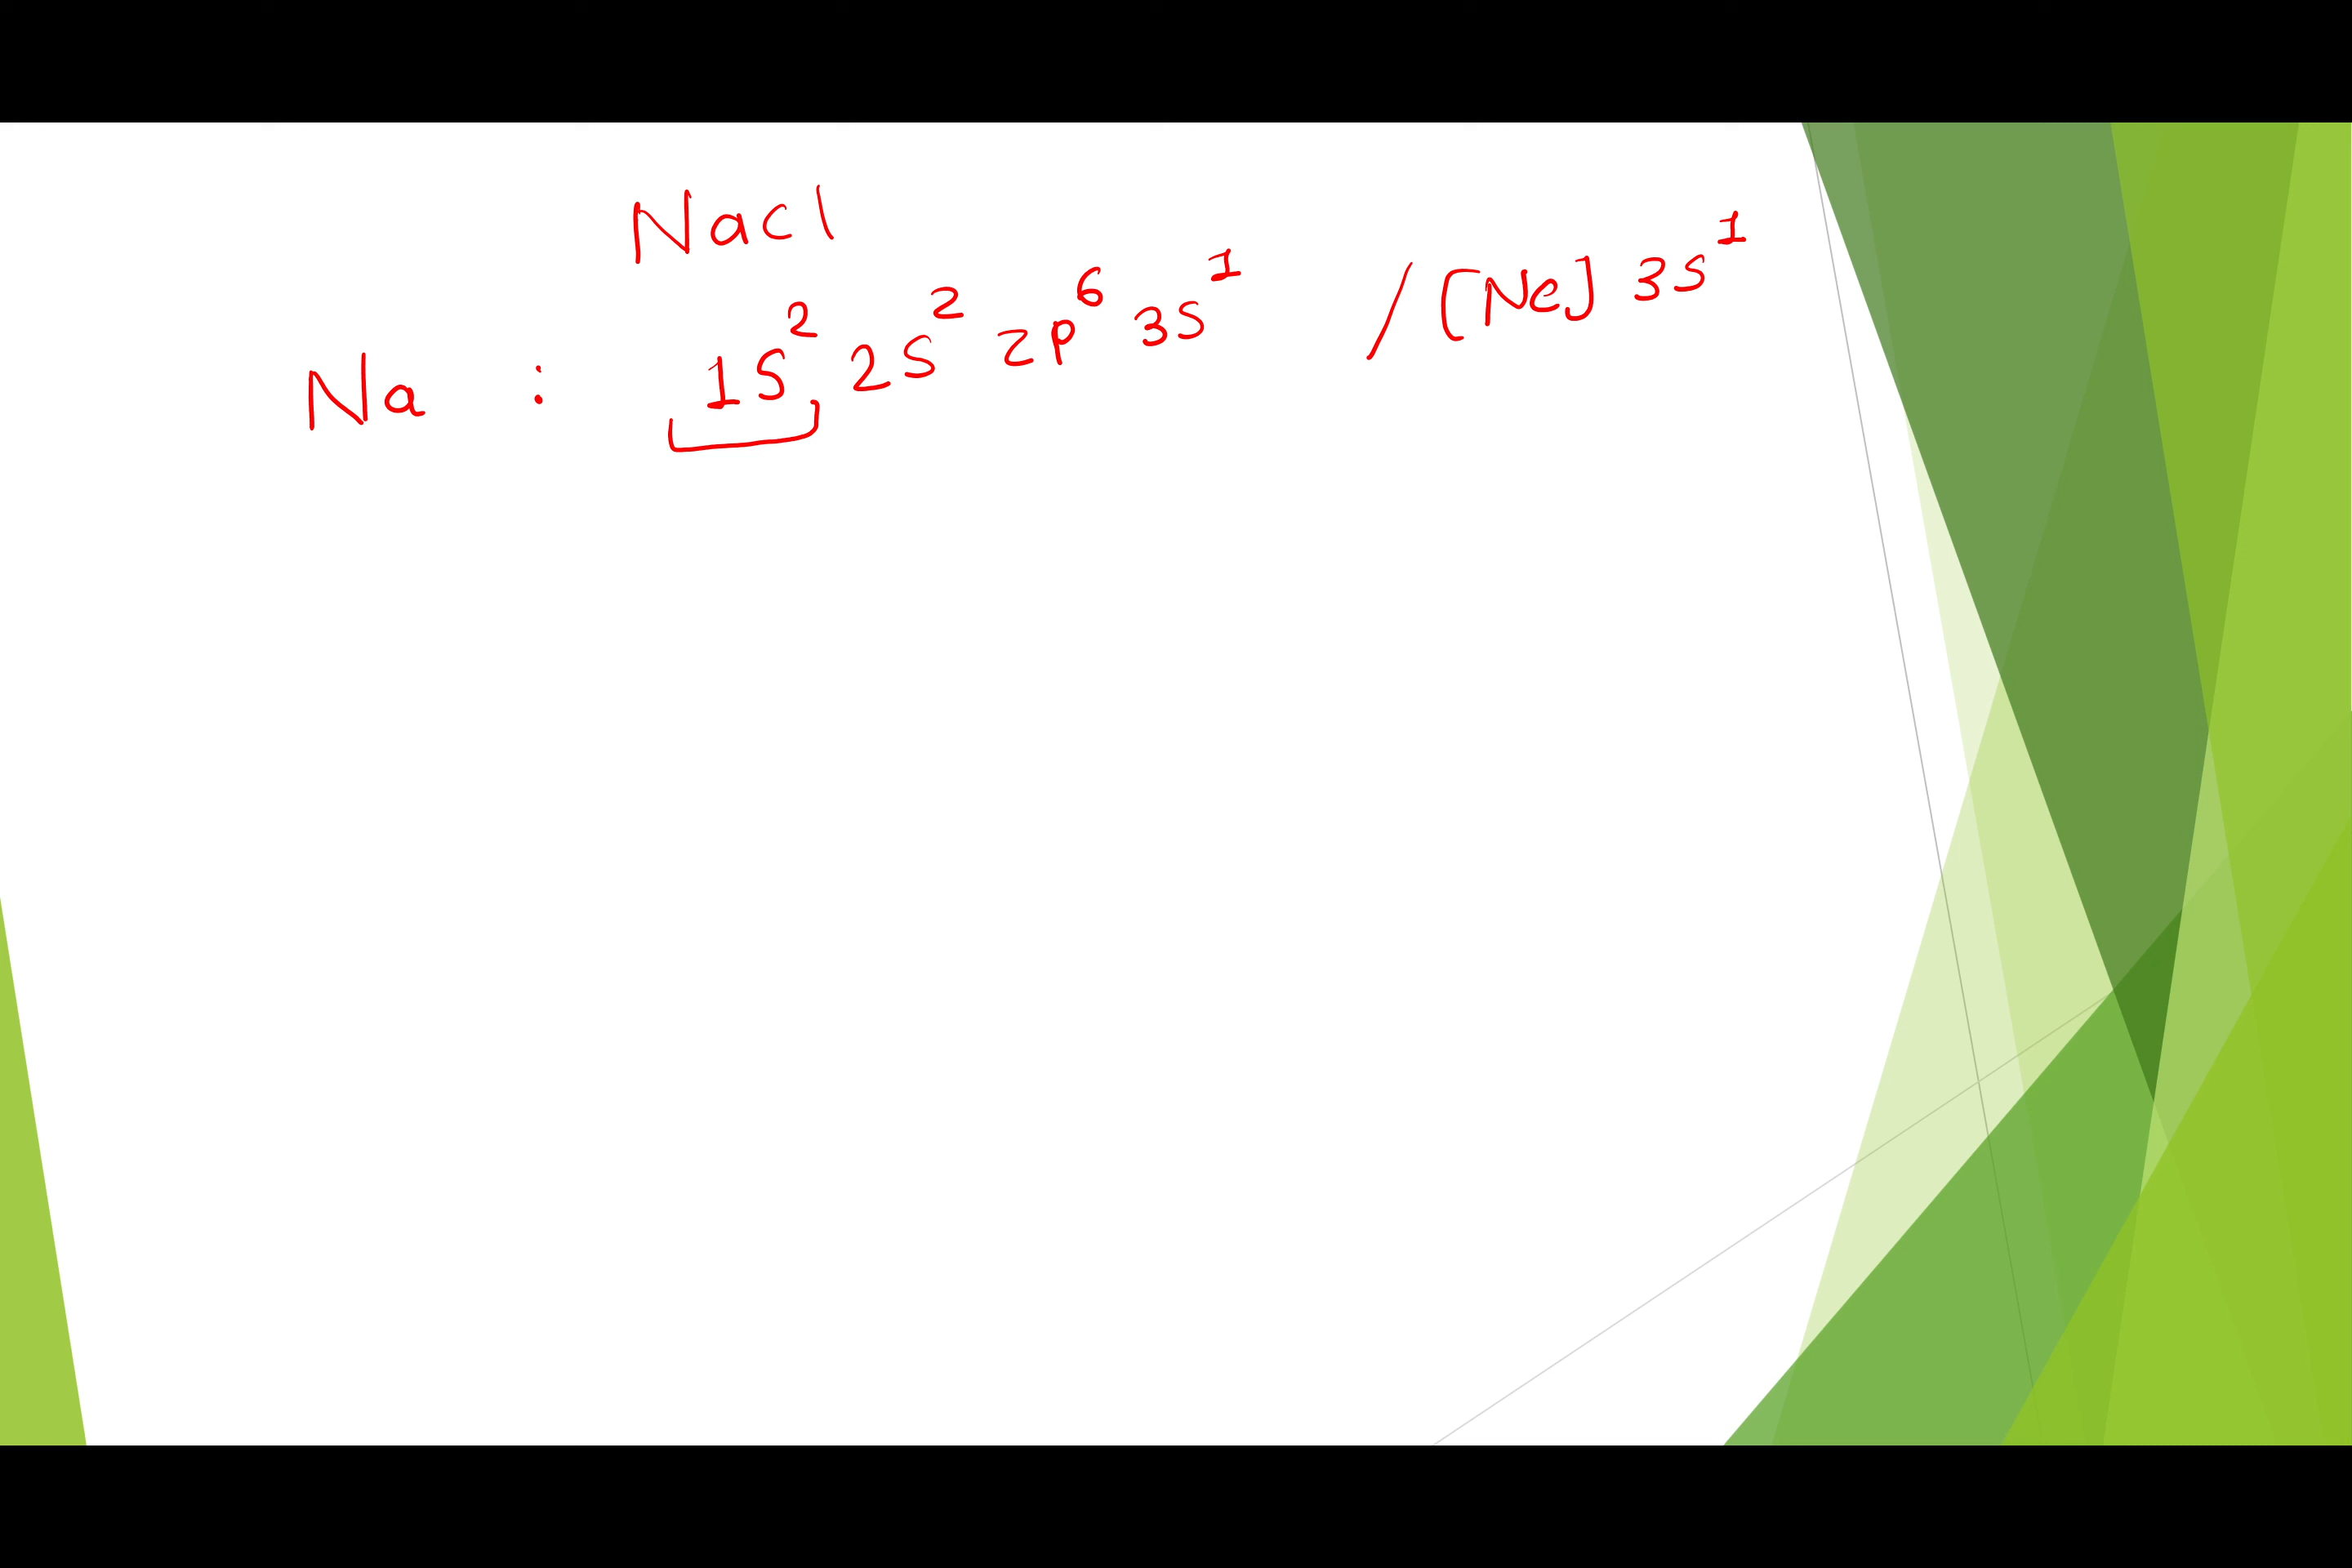 Nacl
Na : 1s² 2s² 2p⁶ 3s¹ / [Ne] 3s¹